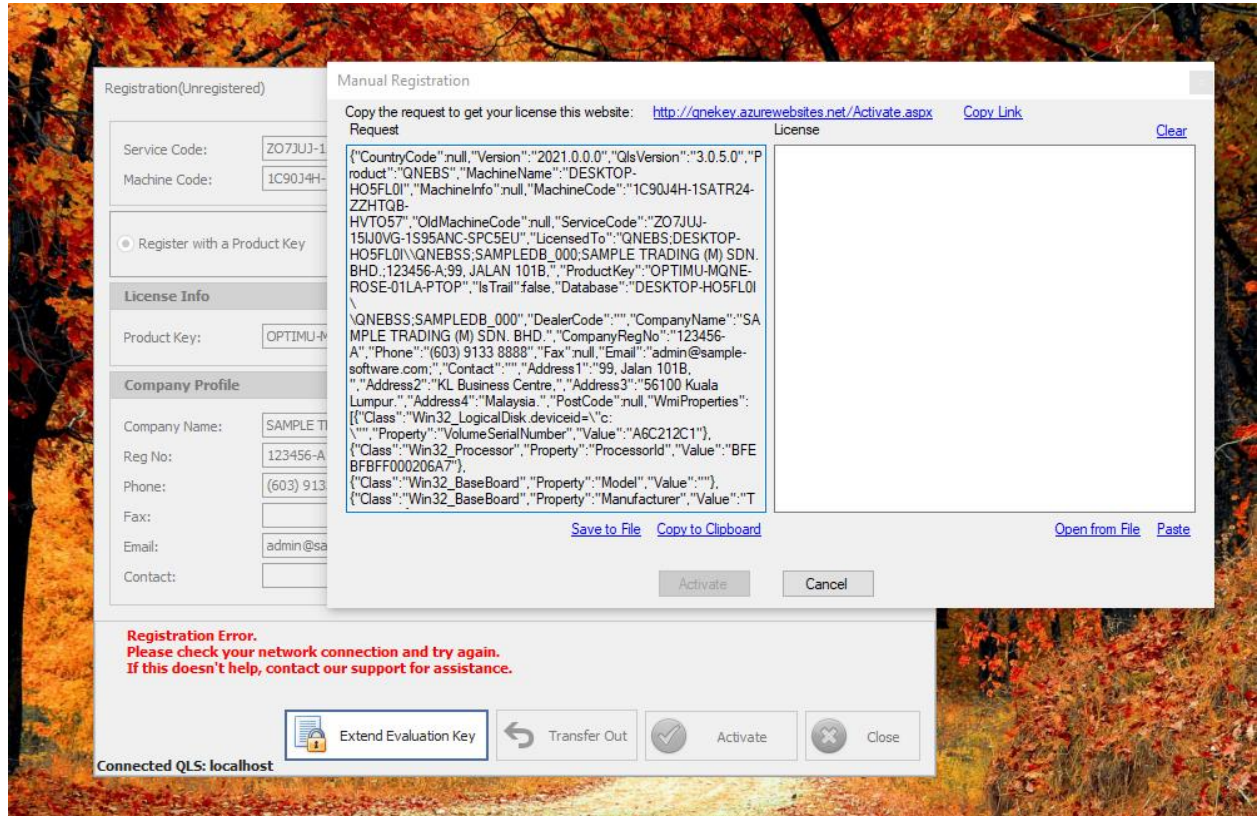 Registration(Unregistered)
Service Code:
ZO7JUJ-1
Machine Code:
1C90J4H-
Register with a Product Key
License Info
Product Key:
OPTIMU-M
Company Profile
Company Name:
SAMPLE TR
Reg No:
123456-A
Phone:
(603) 913
Fax:
Email:
admin@sa
Contact:
Registration Error.
Please check your network connection and try again.
If this doesn't help, contact our support for assistance.
Extend Evaluation Key
Transfer Out
Activate
Close
Connected QLS: localhost
Manual Registration
Copy the request to get your license this website: http://qnekey.azurewebsites.net/Activate.aspx Copy Link
Request
License
Clear
{"CountryCode":null,"Version":"2021.0.0.0","QlsVersion":"3.0.5.0","P
roduct":"QNEBS","MachineName":"DESKTOP-
HO5FL0I","MachineInfo":null,"MachineCode":"1C90J4H-1SATR24-
ZZHTQB-
HVTO57","OldMachineCode":null,"ServiceCode":"ZO7JUJ-
15IJ0VG-1S95ANC-SPC5EU","LicensedTo":"QNEBS;DESKTOP-
HO5FL0I\\QNEBSS;SAMPLEDB_000;SAMPLE TRADING (M) SDN.
BHD.;123456-A;99, JALAN 101B,","ProductKey":"OPTIMU-MQNE-
ROSE-01LA-PTOP","IsTrail":false,"Database":"DESKTOP-HO5FL0I
\
\QNEBSS;SAMPLEDB_000","DealerCode":"","CompanyName":"SA
MPLE TRADING (M) SDN. BHD.","CompanyRegNo":"123456-
A","Phone":"(603) 9133 8888","Fax":null,"Email":"admin@sample-
software.com;","Contact":"","Address1":"99, Jalan 101B,
","Address2":"KL Business Centre,","Address3":"56100 Kuala
Lumpur.","Address4":"Malaysia.","PostCode":null,"WmiProperties":
[{"Class":"Win32_LogicalDisk.deviceid=\"c:
\"","Property":"VolumeSerialNumber","Value":"A6C212C1"},
{"Class":"Win32_Processor","Property":"ProcessorId","Value":"BFE
BFBFF000206A7"},
{"Class":"Win32_BaseBoard","Property":"Model","Value":""},
{"Class":"Win32_BaseBoard","Property":"Manufacturer","Value":"T
Save to File
Copy to Clipboard
Open from File
Paste
Activate
Cancel